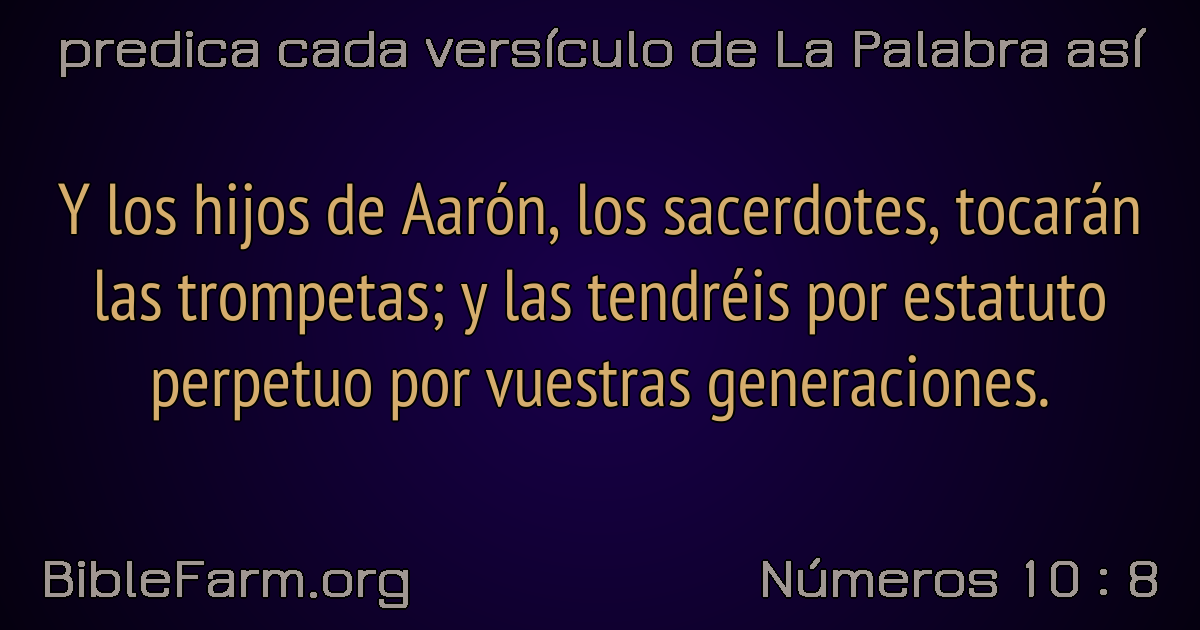 predica cada versículo de La Palabra así
Y los hijos de Aarón, los sacerdotes, tocarán
las trompetas; y las tendréis por estatuto
perpetuo por vuestras generaciones.
BibleFarm.org
Números 10 : 8